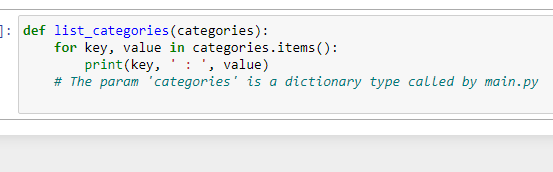 ]: def list_categories(categories):
for key, value in categories.items():
print(key, ' : ', value)
# The param 'categories' is a dictionary type called by main.py